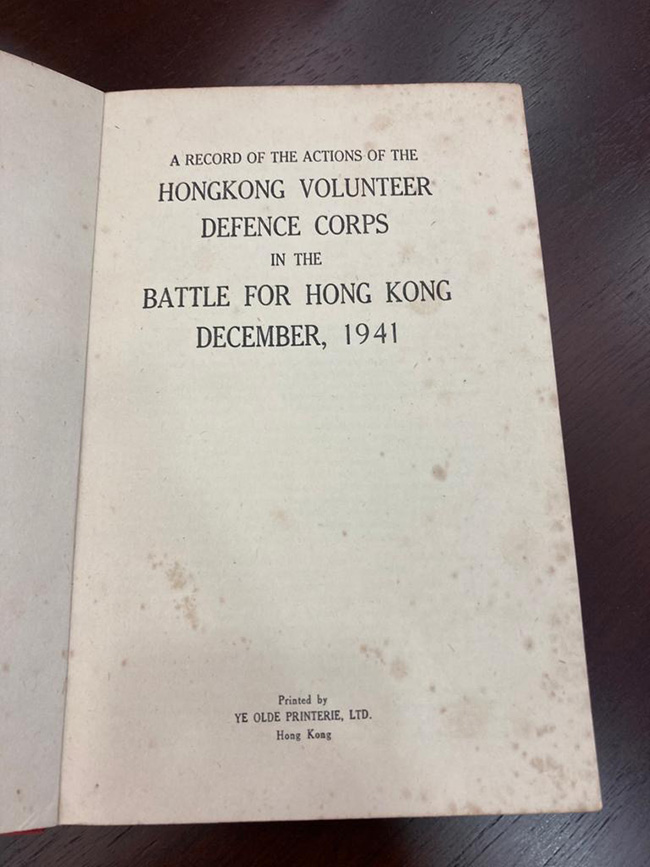 A RECORD OF THE ACTIONS OF THE
HONGKONG VOLUNTEER
DEFENCE CORPS
IN THE
BATTLE FOR HONG KONG
DECEMBER, 1941
Printed by
YE OLDE PRINTERIE, LTD.
Hong Kong